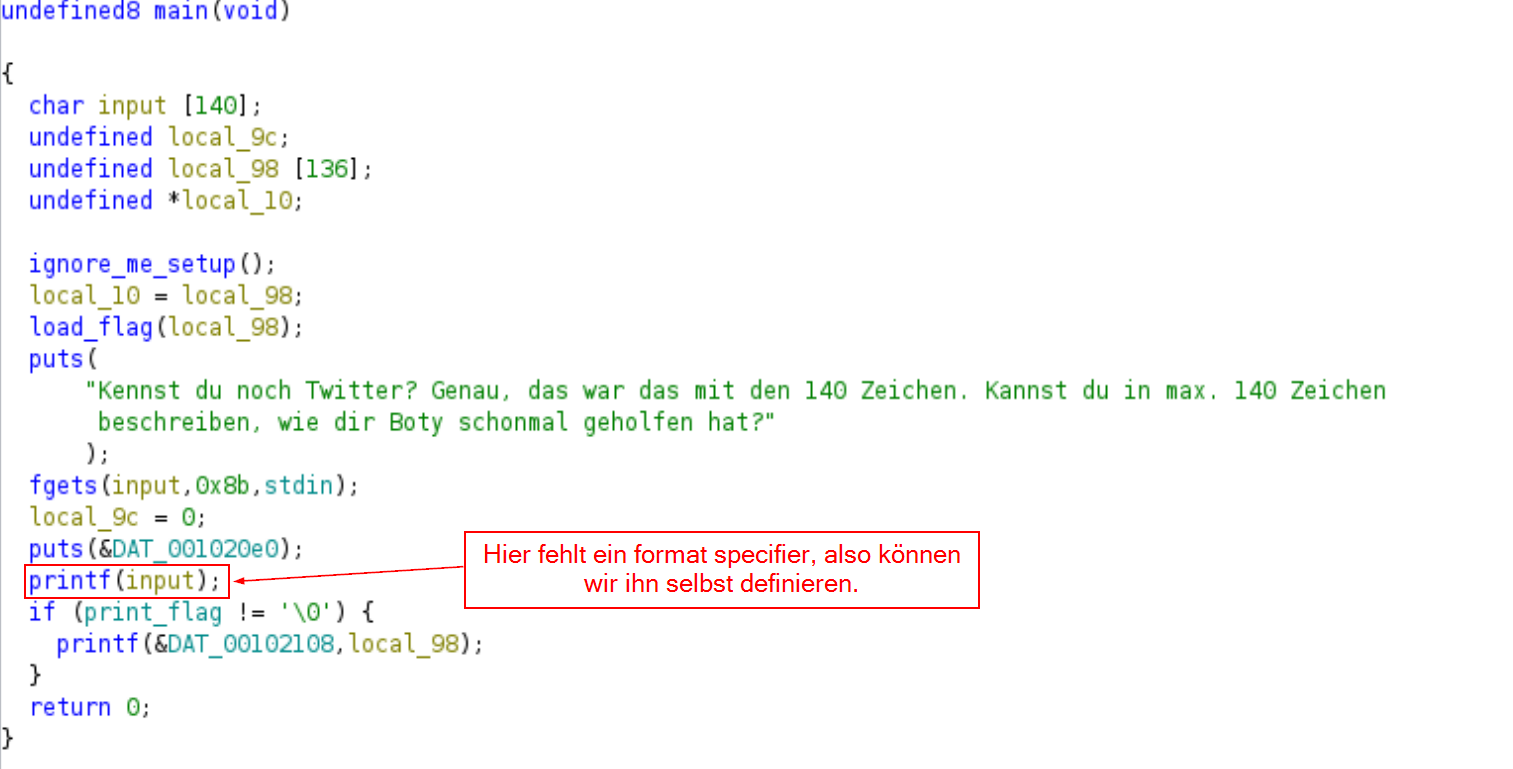 undefined8 main(void)
{
char input [140];
undefined local_9c;
undefined local_98 [136];
undefined *local_10;
ignore_me_setup();
local_10 = local_98;
load_flag(local_98);
puts(
"Kennst du noch Twitter? Genau, das war das mit den 140 Zeichen. Kannst du in max. 140 Zeichen
beschreiben, wie dir Boty schonmal geholfen hat?"
);
fgets(input,0x8b,stdin);
local_9c = 0;
puts(&DAT_001020e0);
printf(input);
Hier fehlt ein format specifier, also können
wir ihn selbst definieren.
if (print_flag != '\0') {
printf(&DAT_00102108,local_98);
}
return 0;
}